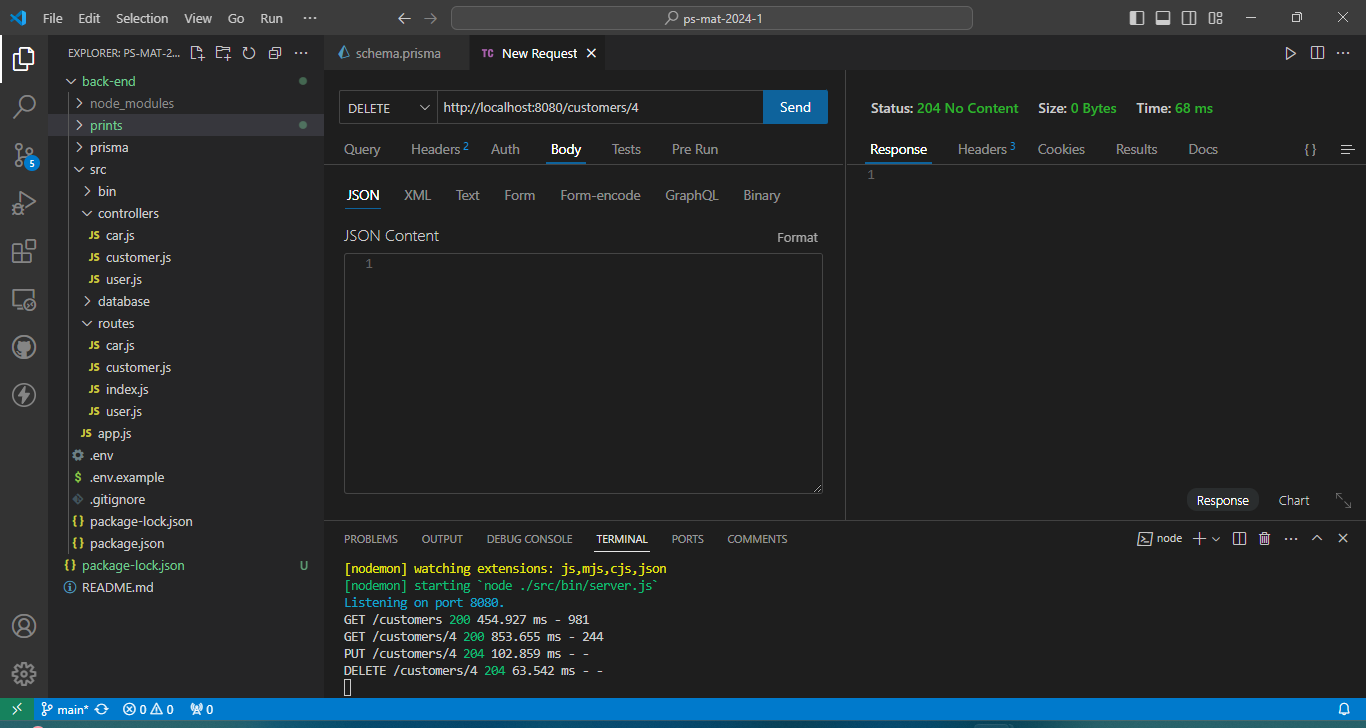 File Edit Selection View Go Run ···
ps-mat-2024-1
EXPLORER: PS-MAT-2... ···
back-end
node_modules
prints
prisma
src
bin
controllers
JS car.js
JS customer.js
JS user.js
database
routes
JS car.js
JS customer.js
JS index.js
JS user.js
JS app.js
.env
$ .env.example
.gitignore
{} package-lock.json
{} package.json
{} package-lock.json U
README.md
5
schema.prisma
TC New Request
DELETE http://localhost:8080/customers/4 Send
Query Headers 2 Auth Body Tests Pre Run
JSON XML Text Form Form-encode GraphQL Binary
JSON Content Format
1
Status: 204 No Content Size: 0 Bytes Time: 68 ms
Response Headers 3 Cookies Results Docs {}
1
Response Chart
PROBLEMS OUTPUT DEBUG CONSOLE TERMINAL PORTS COMMENTS node
[nodemon] watching extensions: js,mjs,cjs,json
[nodemon] starting `node ./src/bin/server.js`
Listening on port 8080.
GET /customers 200 454.927 ms - 981
GET /customers/4 200 853.655 ms - 244
PUT /customers/4 204 102.859 ms - -
DELETE /customers/4 204 63.542 ms - -
main* 0 0 0